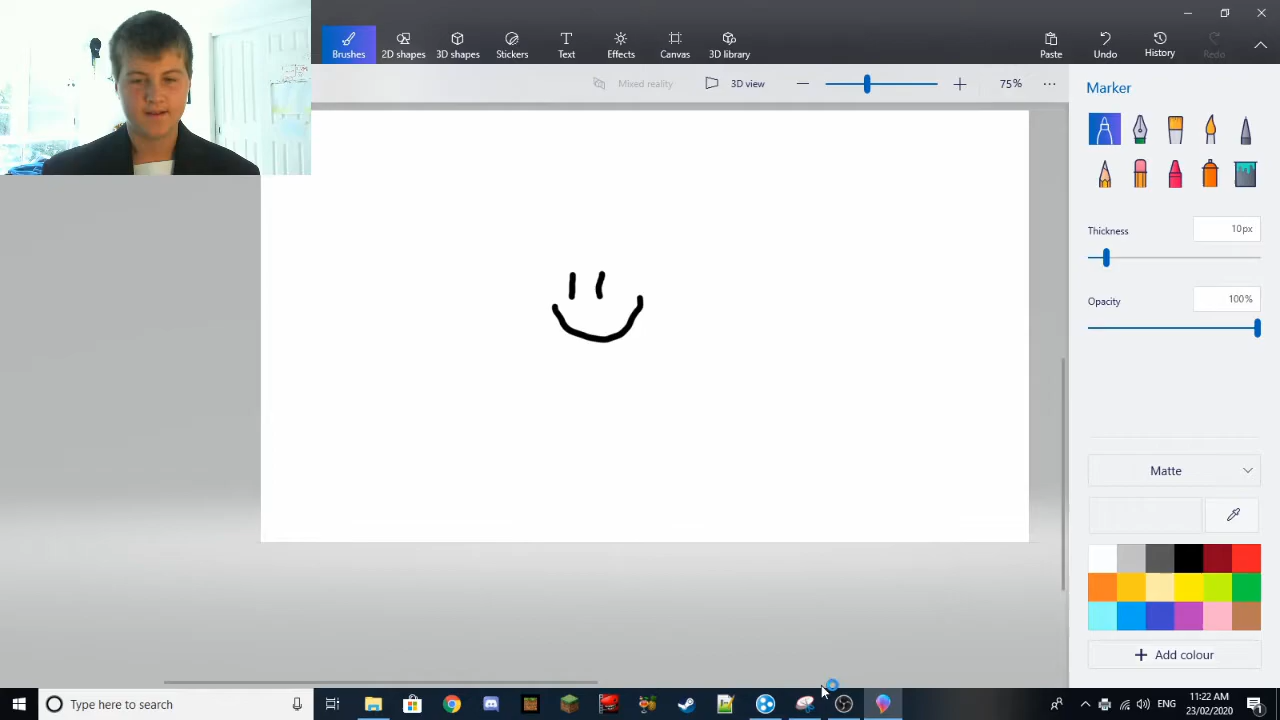 Brushes 2D shapes 3D shapes Stickers Text Effects Canvas 3D library Paste Undo History Redo
Mixed reality 3D view 75%
Marker
Thickness 10px
Opacity 100%
Matte
Add colour
Type here to search
ENG
11:22 AM
23/02/2020
1